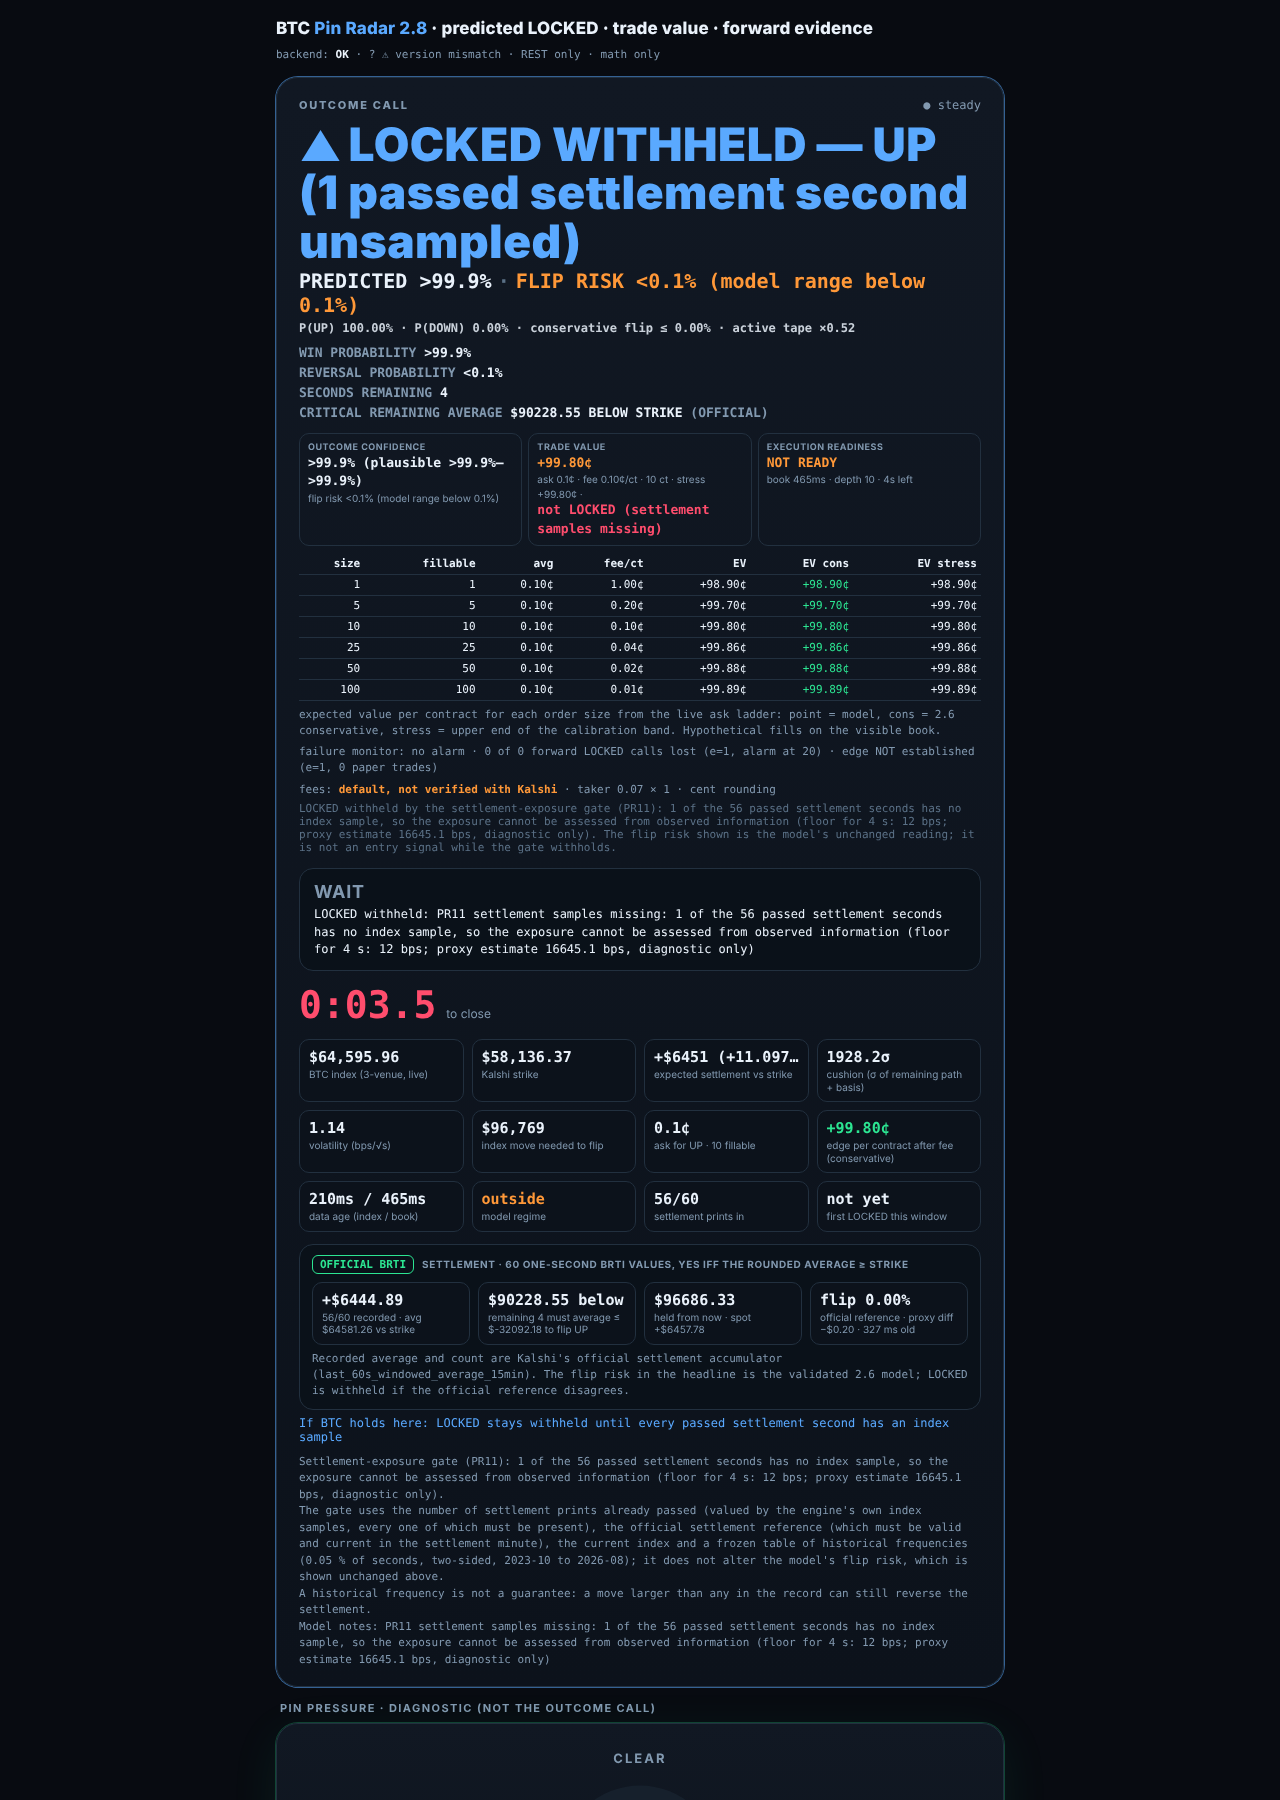 BTC Pin Radar 2.8 · predicted LOCKED · trade value · forward evidence
backend: OK · ? ⚠ version mismatch · REST only · math only
OUTCOME CALL
● steady
▲ LOCKED WITHHELD — UP
(1 passed settlement second
unsampled)
PREDICTED >99.9% · FLIP RISK <0.1% (model range below
0.1%)
P(UP) 100.00% · P(DOWN) 0.00% · conservative flip ≤ 0.00% · active tape ×0.52
WIN PROBABILITY >99.9%
REVERSAL PROBABILITY <0.1%
SECONDS REMAINING 4
CRITICAL REMAINING AVERAGE $90228.55 BELOW STRIKE (OFFICIAL)
OUTCOME CONFIDENCE
>99.9% (plausible >99.9%–
>99.9%)
flip risk <0.1% (model range below 0.1%)
TRADE VALUE
+99.80¢
ask 0.1¢ · fee 0.10¢/ct · 10 ct · stress
+99.80¢ ·
not LOCKED (settlement
samples missing)
EXECUTION READINESS
NOT READY
book 465ms · depth 10 · 4s left
size fillable avg fee/ct EV EV cons EV stress
1 1 0.10¢ 1.00¢ +98.90¢ +98.90¢ +98.90¢
5 5 0.10¢ 0.20¢ +99.70¢ +99.70¢ +99.70¢
10 10 0.10¢ 0.10¢ +99.80¢ +99.80¢ +99.80¢
25 25 0.10¢ 0.04¢ +99.86¢ +99.86¢ +99.86¢
50 50 0.10¢ 0.02¢ +99.88¢ +99.88¢ +99.88¢
100 100 0.10¢ 0.01¢ +99.89¢ +99.89¢ +99.89¢
expected value per contract for each order size from the live ask ladder: point = model, cons = 2.6
conservative, stress = upper end of the calibration band. Hypothetical fills on the visible book.
failure monitor: no alarm · 0 of 0 forward LOCKED calls lost (e=1, alarm at 20) · edge NOT established
(e=1, 0 paper trades)
fees: default, not verified with Kalshi · taker 0.07 × 1 · cent rounding
LOCKED withheld by the settlement-exposure gate (PR11): 1 of the 56 passed settlement seconds has no
index sample, so the exposure cannot be assessed from observed information (floor for 4 s: 12 bps;
proxy estimate 16645.1 bps, diagnostic only). The flip risk shown is the model's unchanged reading; it
is not an entry signal while the gate withholds.
WAIT
LOCKED withheld: PR11 settlement samples missing: 1 of the 56 passed settlement seconds
has no index sample, so the exposure cannot be assessed from observed information (floor
for 4 s: 12 bps; proxy estimate 16645.1 bps, diagnostic only)
0:03.5 to close
$64,595.96
BTC index (3-venue, live)
$58,136.37
Kalshi strike
+$6451 (+11.097…
expected settlement vs strike
1928.2σ
cushion (σ of remaining path
+ basis)
1.14
volatility (bps/√s)
$96,769
index move needed to flip
0.1¢
ask for UP · 10 fillable
+99.80¢
edge per contract after fee
(conservative)
210ms / 465ms
data age (index / book)
outside
model regime
56/60
settlement prints in
not yet
first LOCKED this window
OFFICIAL BRTI SETTLEMENT · 60 ONE-SECOND BRTI VALUES, YES IFF THE ROUNDED AVERAGE ≥ STRIKE
+$6444.89
56/60 recorded · avg
$64581.26 vs strike
$90228.55 below
remaining 4 must average ≤
$-32092.18 to flip UP
$96686.33
held from now · spot
+$6457.78
flip 0.00%
official reference · proxy diff
−$0.20 · 327 ms old
Recorded average and count are Kalshi's official settlement accumulator
(last_60s_windowed_average_15min). The flip risk in the headline is the validated 2.6 model; LOCKED
is withheld if the official reference disagrees.
If BTC holds here: LOCKED stays withheld until every passed settlement second has an index
sample
Settlement-exposure gate (PR11): 1 of the 56 passed settlement seconds has no index sample, so the
exposure cannot be assessed from observed information (floor for 4 s: 12 bps; proxy estimate 16645.1
bps, diagnostic only).
The gate uses the number of settlement prints already passed (valued by the engine's own index
samples, every one of which must be present), the official settlement reference (which must be valid
and current in the settlement minute), the current index and a frozen table of historical frequencies
(0.05 % of seconds, two-sided, 2023-10 to 2026-08); it does not alter the model's flip risk, which is
shown unchanged above.
A historical frequency is not a guarantee: a move larger than any in the record can still reverse the
settlement.
Model notes: PR11 settlement samples missing: 1 of the 56 passed settlement seconds has no index
sample, so the exposure cannot be assessed from observed information (floor for 4 s: 12 bps; proxy
estimate 16645.1 bps, diagnostic only)
PIN PRESSURE · DIAGNOSTIC (NOT THE OUTCOME CALL)
CLEAR